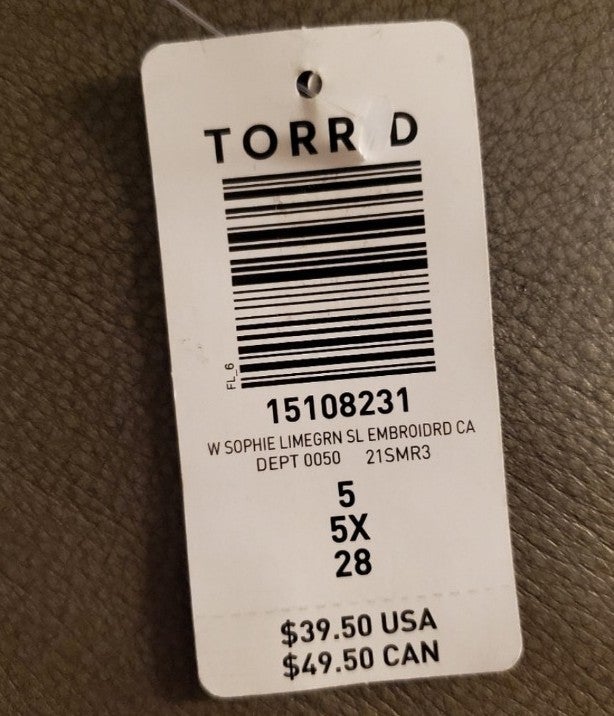 TORRID
FL_6
15108231
W SOPHIE LIMEGRN SL EMBROIDRD CA
DEPT 0050 21SMR3
5
5X
28
$39.50 USA
$49.50 CAN